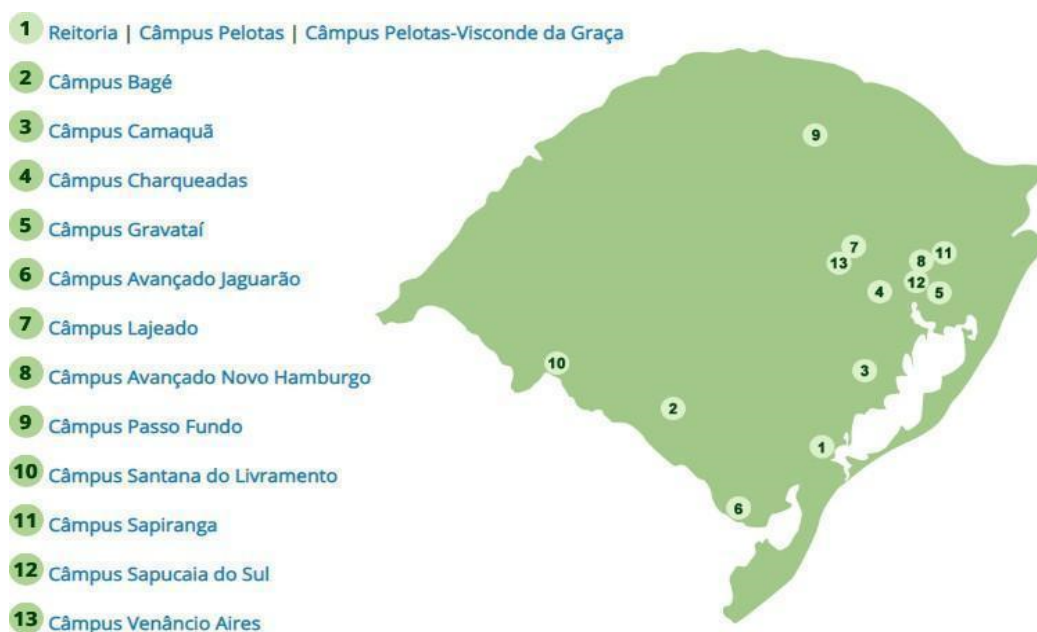 1 Reitoria | Câmpus Pelotas | Câmpus Pelotas-Visconde da Graça
2 Câmpus Bagé
3 Câmpus Camaquã
4 Câmpus Charqueadas
5 Câmpus Gravataí
6 Câmpus Avançado Jaguarão
7 Câmpus Lajeado
8 Câmpus Avançado Novo Hamburgo
9 Câmpus Passo Fundo
10 Câmpus Santana do Livramento
11 Câmpus Sapiranga
12 Câmpus Sapucaia do Sul
13 Câmpus Venâncio Aires
9
7
11
8
13
12
4
5
10
3
2
1
6